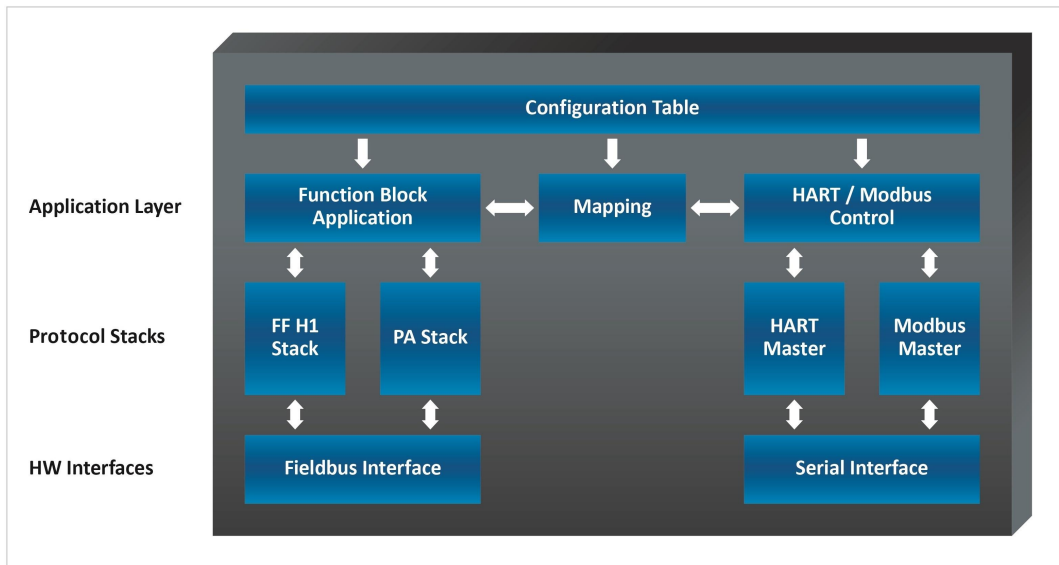 Configuration Table
Application Layer
Function Block
Application
Mapping
HART / Modbus
Control
Protocol Stacks
FF H1
Stack
PA Stack
HART
Master
Modbus
Master
HW Interfaces
Fieldbus Interface
Serial Interface